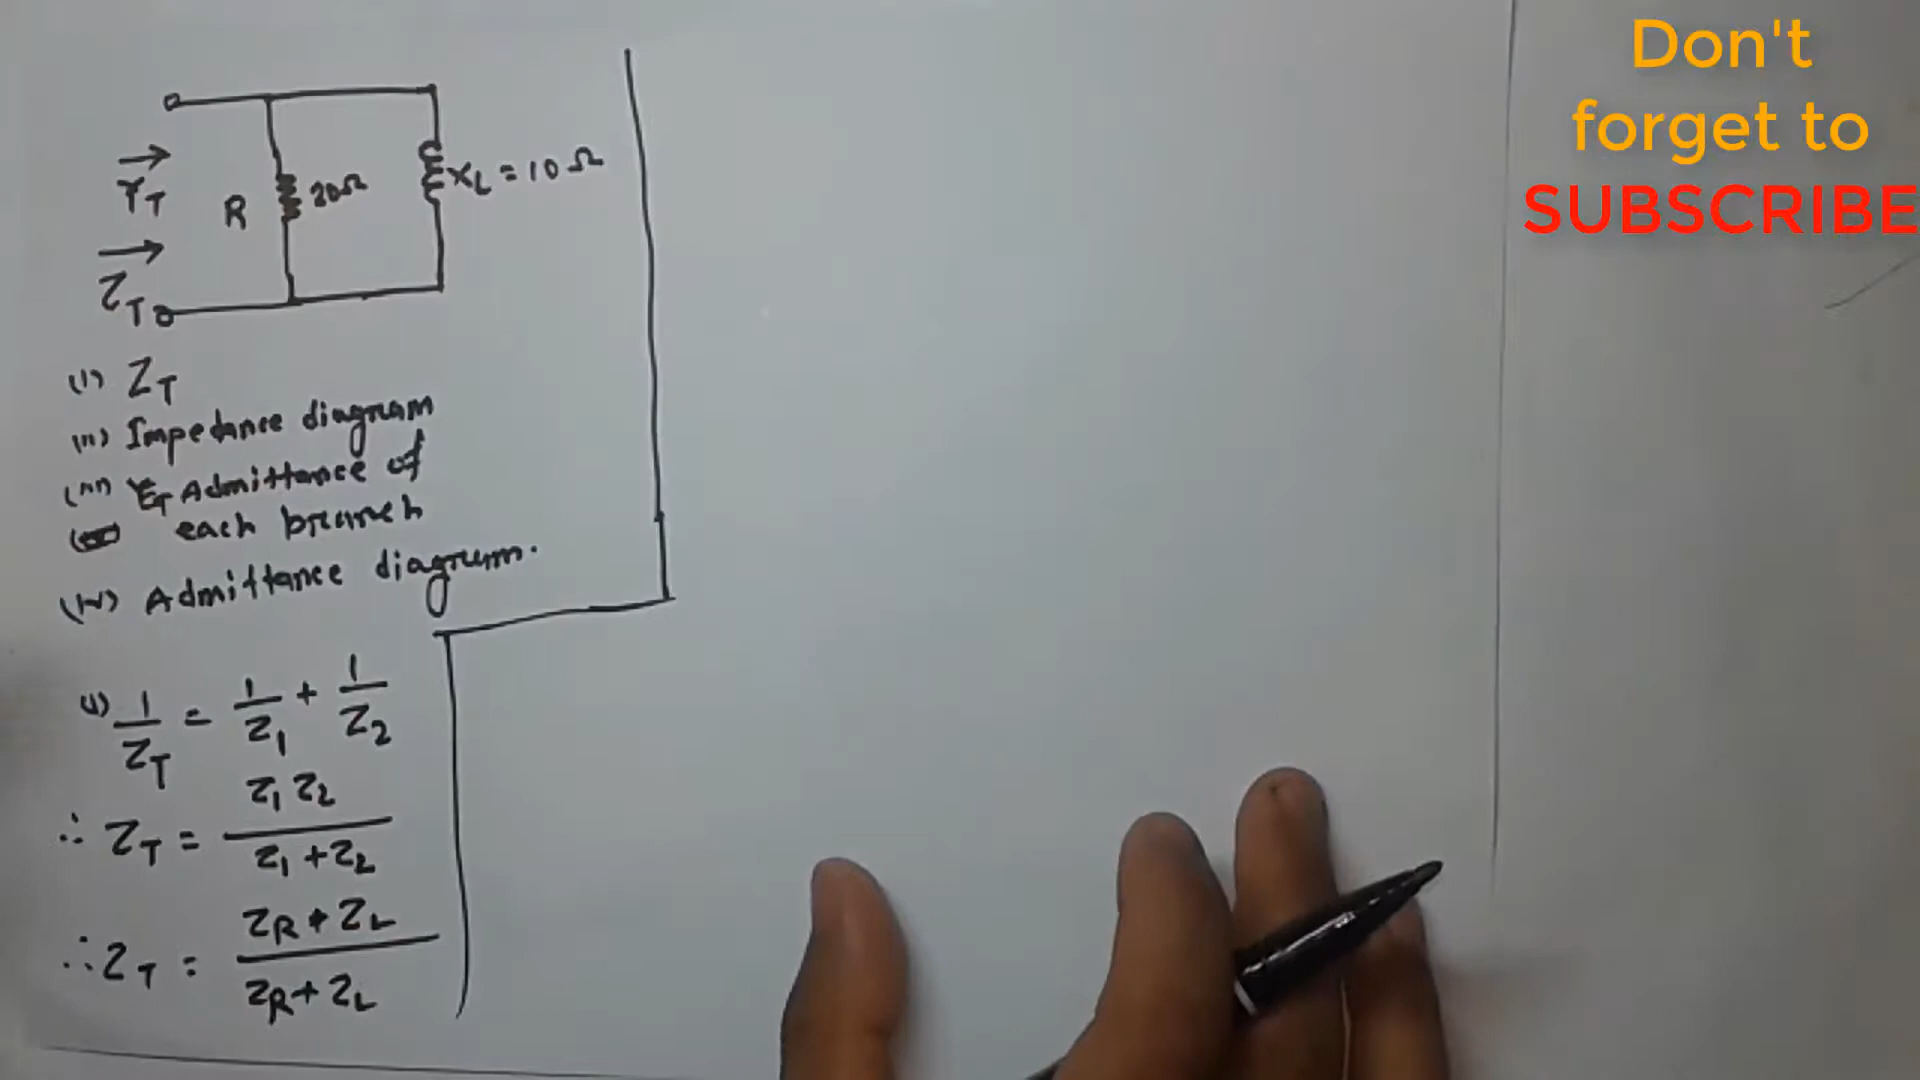 Don't
forget to
SUBSCRIBE
Y_T
R
20Ω
X_L = 10 Ω
Z_T
(i) Z_T
(ii) Impedance diagram
(iii) Admittance of
each branch
(iv) Admittance diagram.
(i) 1/Z_T = 1/Z_1 + 1/Z_2
∴ Z_T = Z_1 Z_2 / Z_1 + Z_2
∴ Z_T = Z_R * Z_L / Z_R + Z_L